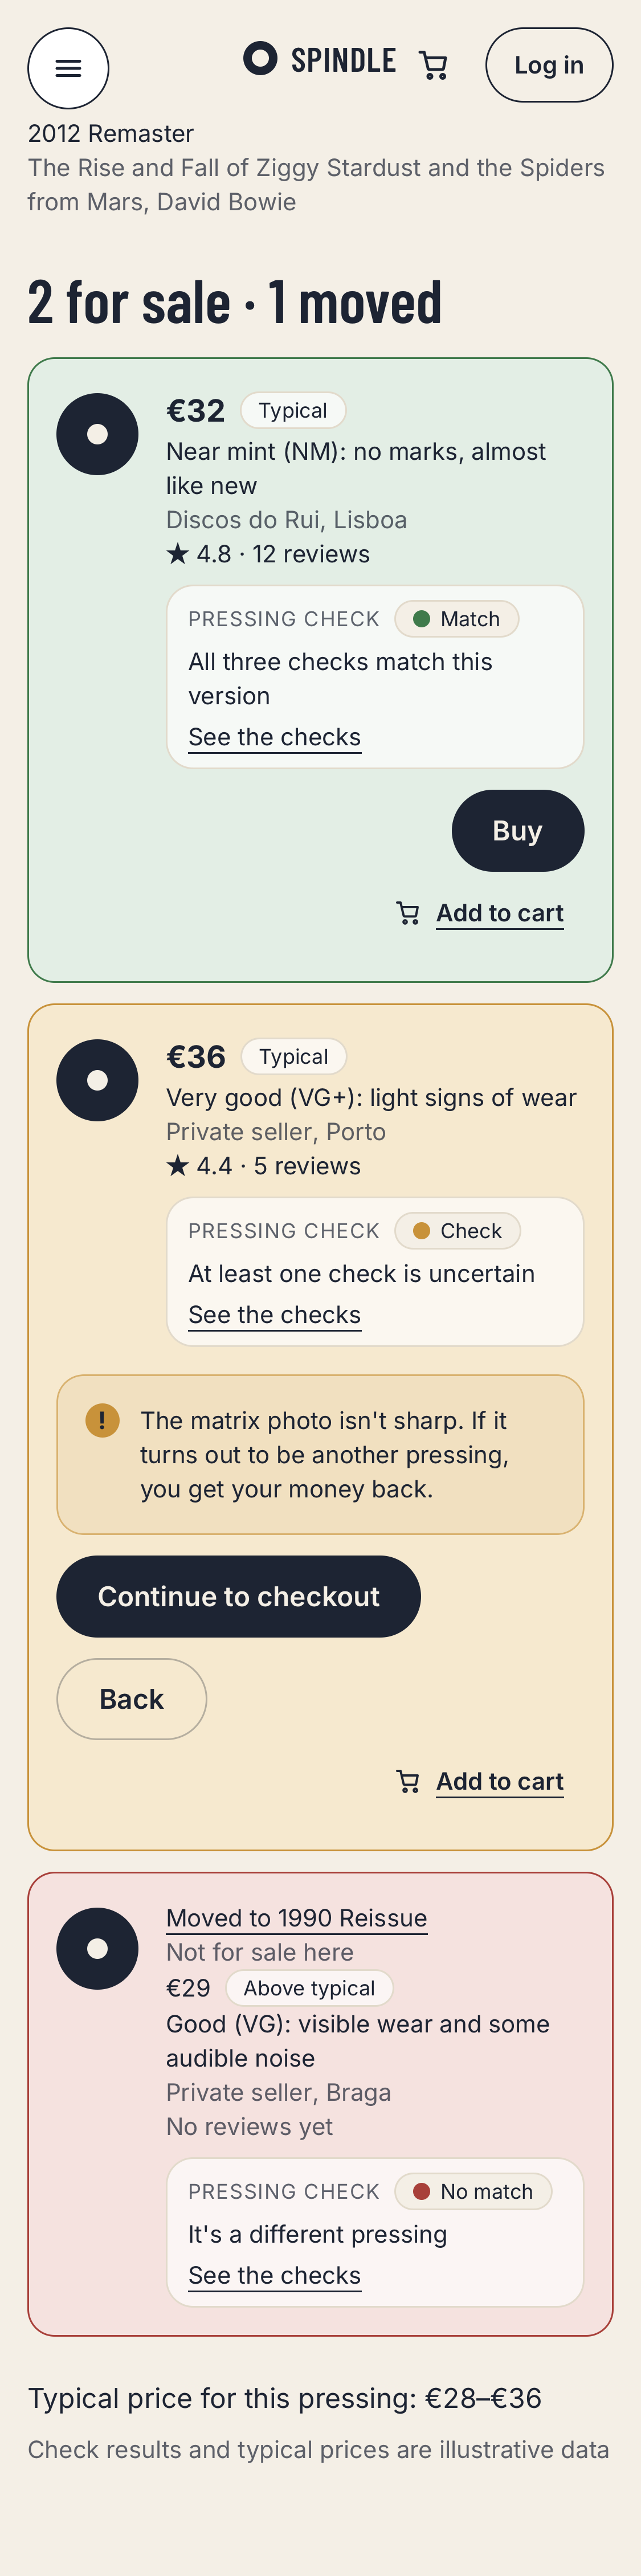 SPINDLE
Log in
2012 Remaster
The Rise and Fall of Ziggy Stardust and the Spiders
from Mars, David Bowie
2 for sale · 1 moved
€32 Typical
Near mint (NM): no marks, almost
like new
Discos do Rui, Lisboa
★ 4.8 · 12 reviews
PRESSING CHECK Match
All three checks match this
version
See the checks
Buy
Add to cart
€36 Typical
Very good (VG+): light signs of wear
Private seller, Porto
★ 4.4 · 5 reviews
PRESSING CHECK Check
At least one check is uncertain
See the checks
! The matrix photo isn't sharp. If it
turns out to be another pressing,
you get your money back.
Continue to checkout
Back
Add to cart
Moved to 1990 Reissue
Not for sale here
€29 Above typical
Good (VG): visible wear and some
audible noise
Private seller, Braga
No reviews yet
PRESSING CHECK No match
It's a different pressing
See the checks
Typical price for this pressing: €28–€36
Check results and typical prices are illustrative data